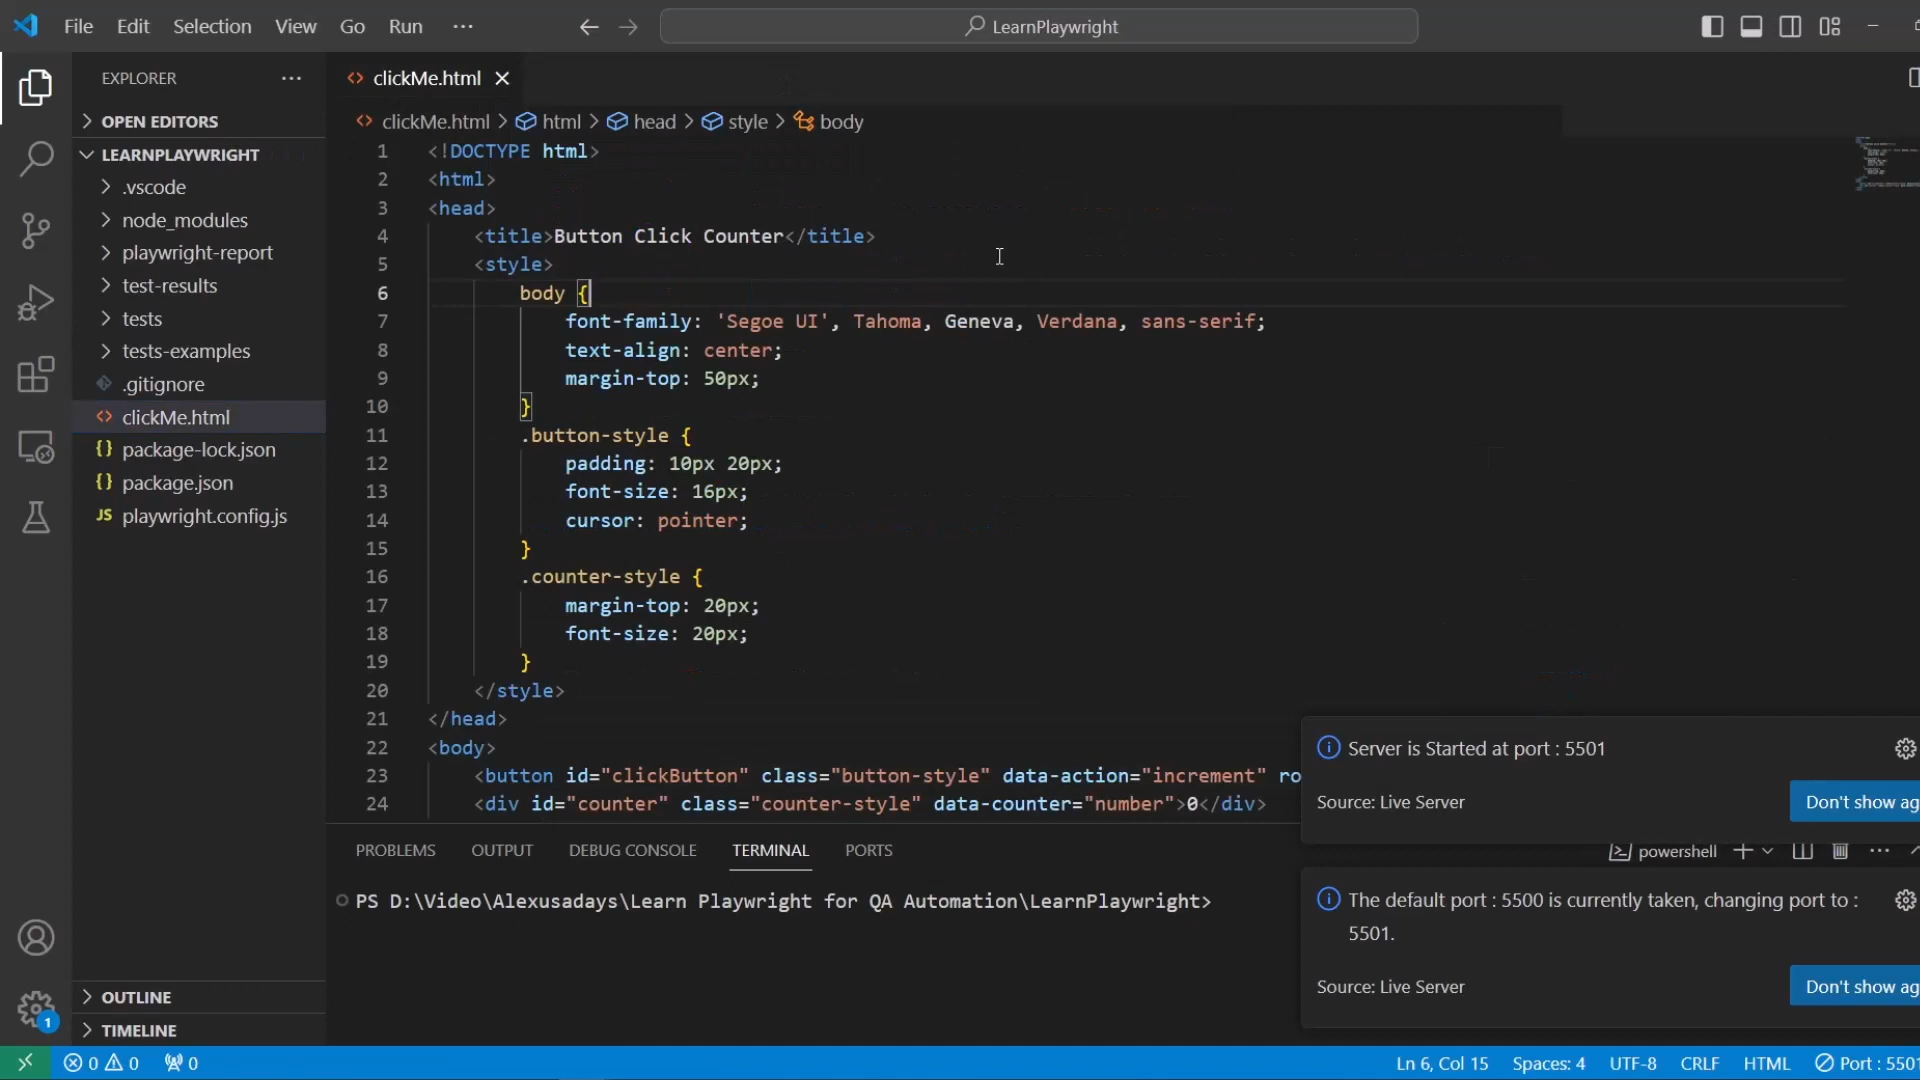 File Edit Selection View Go Run ··· LearnPlaywright
EXPLORER
OPEN EDITORS
LEARNPLAYWRIGHT
.vscode
node_modules
playwright-report
test-results
tests
tests-examples
.gitignore
clickMe.html
package-lock.json
package.json
playwright.config.js
OUTLINE
TIMELINE
clickMe.html
clickMe.html > html > head > style > body
1 <!DOCTYPE html>
2 <html>
3 <head>
4 <title>Button Click Counter</title>
5 <style>
6 body {
7 font-family: 'Segoe UI', Tahoma, Geneva, Verdana, sans-serif;
8 text-align: center;
9 margin-top: 50px;
10 }
11 .button-style {
12 padding: 10px 20px;
13 font-size: 16px;
14 cursor: pointer;
15 }
16 .counter-style {
17 margin-top: 20px;
18 font-size: 20px;
19 }
20 </style>
21 </head>
22 <body>
23 <button id="clickButton" class="button-style" data-action="increment" ro
24 <div id="counter" class="counter-style" data-counter="number">0</div>
PROBLEMS OUTPUT DEBUG CONSOLE TERMINAL PORTS
powershell
PS D:\Video\Alexusadays\Learn Playwright for QA Automation\LearnPlaywright>
Server is Started at port : 5501
Source: Live Server
Don't show ag
The default port : 5500 is currently taken, changing port to :
5501.
Source: Live Server
Don't show ag
1
0 0 0
Ln 6, Col 15 Spaces: 4 UTF-8 CRLF HTML Port : 5501